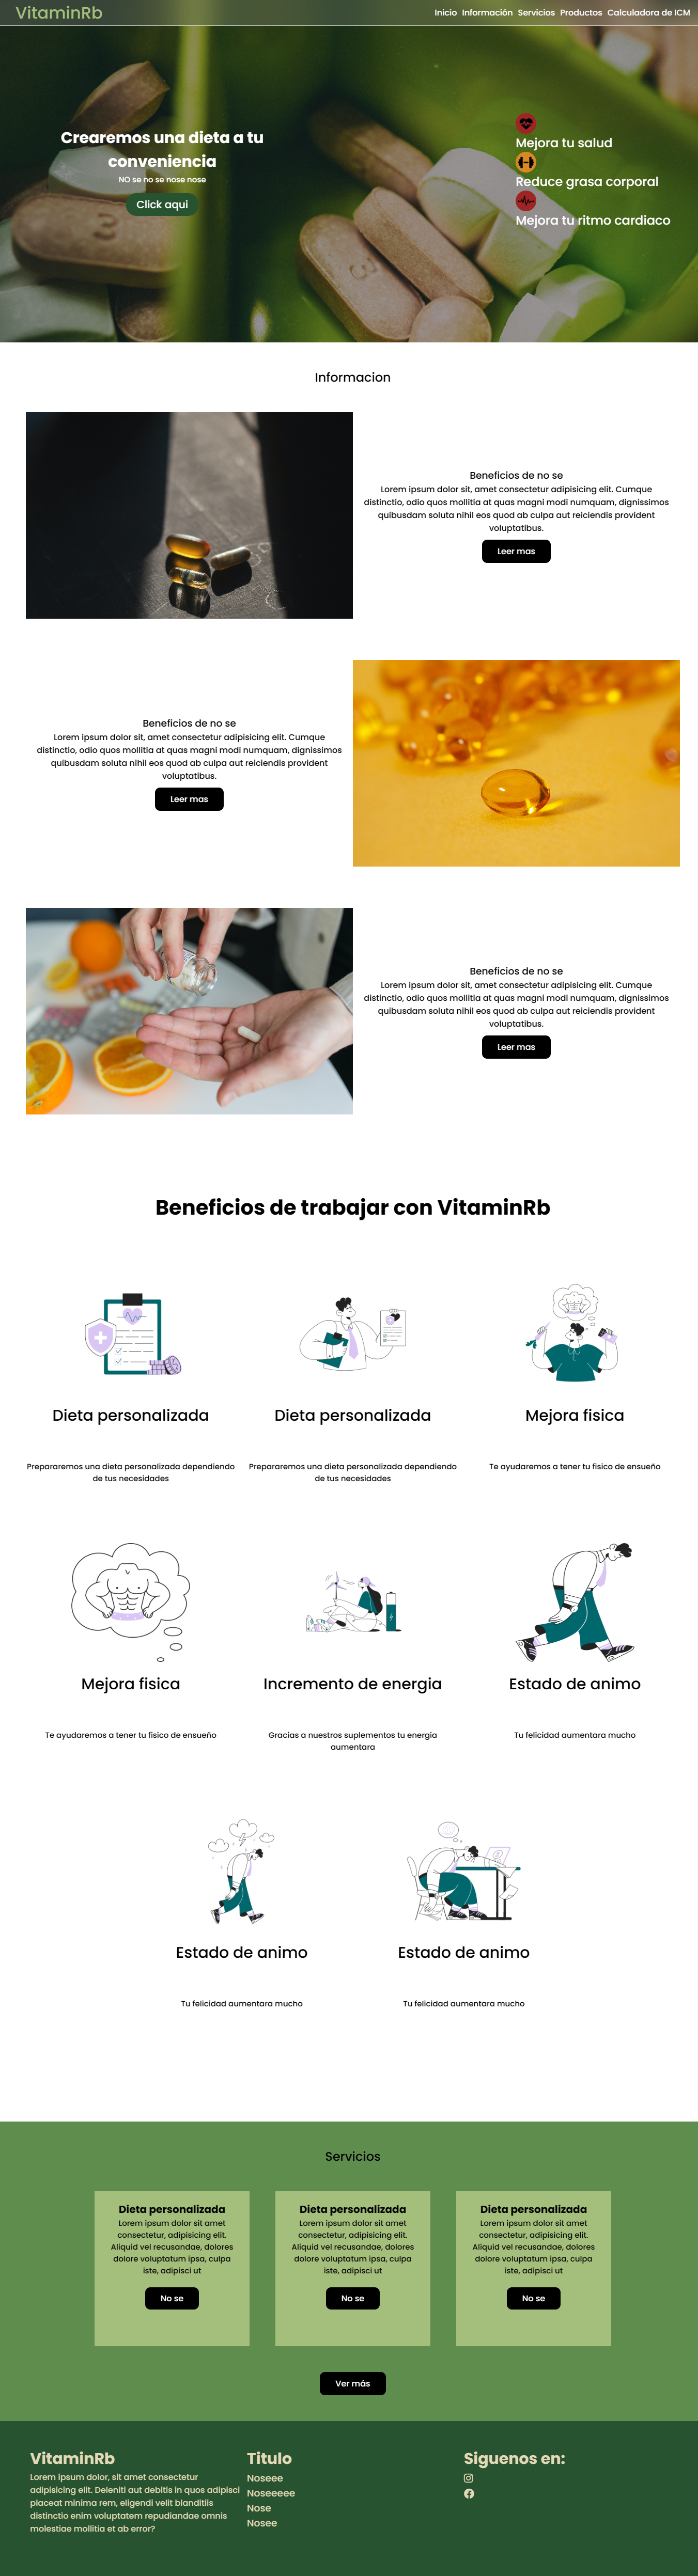 VitaminRb
Inicio Información Servicios Productos Calculadora de ICM
Crearemos una dieta a tu
conveniencia
NO se no se nose nose
Click aqui
Mejora tu salud
Reduce grasa corporal
Mejora tu ritmo cardiaco
Informacion
Beneficios de no se
Lorem ipsum dolor sit, amet consectetur adipisicing elit. Cumque
distinctio, odio quos mollitia at quas magni modi numquam, dignissimos
quibusdam soluta nihil eos quod ab culpa aut reiciendis provident
voluptatibus.
Leer mas
Beneficios de no se
Lorem ipsum dolor sit, amet consectetur adipisicing elit. Cumque
distinctio, odio quos mollitia at quas magni modi numquam, dignissimos
quibusdam soluta nihil eos quod ab culpa aut reiciendis provident
voluptatibus.
Leer mas
Beneficios de no se
Lorem ipsum dolor sit, amet consectetur adipisicing elit. Cumque
distinctio, odio quos mollitia at quas magni modi numquam, dignissimos
quibusdam soluta nihil eos quod ab culpa aut reiciendis provident
voluptatibus.
Leer mas
Beneficios de trabajar con VitaminRb
Dieta personalizada
Prepararemos una dieta personalizada dependiendo
de tus necesidades
Dieta personalizada
Prepararemos una dieta personalizada dependiendo
de tus necesidades
Mejora fisica
Te ayudaremos a tener tu fisico de ensueño
Mejora fisica
Te ayudaremos a tener tu fisico de ensueño
Incremento de energia
Gracias a nuestros suplementos tu energia
aumentara
Estado de animo
Tu felicidad aumentara mucho
Estado de animo
Tu felicidad aumentara mucho
Estado de animo
Tu felicidad aumentara mucho
Servicios
Dieta personalizada
Lorem ipsum dolor sit amet
consectetur, adipisicing elit.
Aliquid vel recusandae, dolores
dolore voluptatum ipsa, culpa
iste, adipisci ut
No se
Dieta personalizada
Lorem ipsum dolor sit amet
consectetur, adipisicing elit.
Aliquid vel recusandae, dolores
dolore voluptatum ipsa, culpa
iste, adipisci ut
No se
Dieta personalizada
Lorem ipsum dolor sit amet
consectetur, adipisicing elit.
Aliquid vel recusandae, dolores
dolore voluptatum ipsa, culpa
iste, adipisci ut
No se
Ver más
VitaminRb
Lorem ipsum dolor, sit amet consectetur
adipisicing elit. Deleniti aut debitis in quos adipisci
placeat minima rem, eligendi velit blanditiis
distinctio enim voluptatem repudiandae omnis
molestiae mollitia et ab error?
Titulo
Noseee
Noseeeee
Nose
Nosee
Siguenos en: